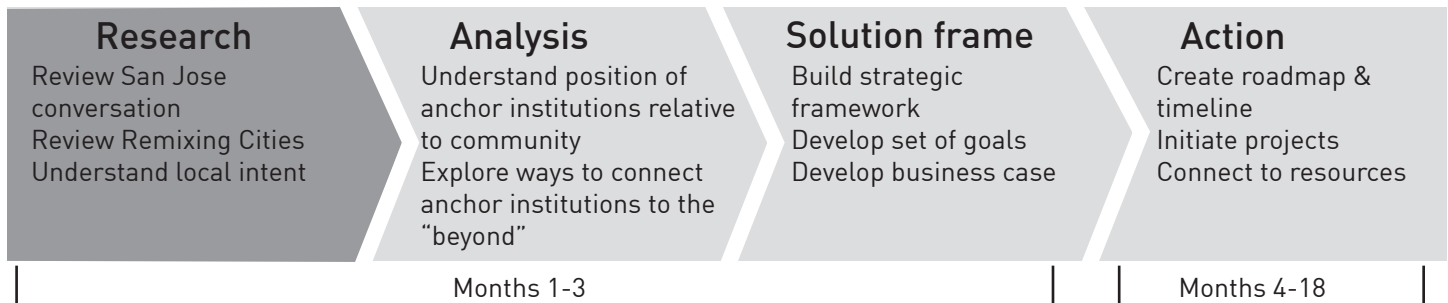 Research
Review San Jose
conversation
Review Remixing Cities
Understand local intent
Analysis
Understand position of
anchor institutions relative
to community
Explore ways to connect
anchor institutions to the
“beyond”
Solution frame
Build strategic
framework
Develop set of goals
Develop business case
Action
Create roadmap &
timeline
Initiate projects
Connect to resources
Months 1-3
Months 4-18